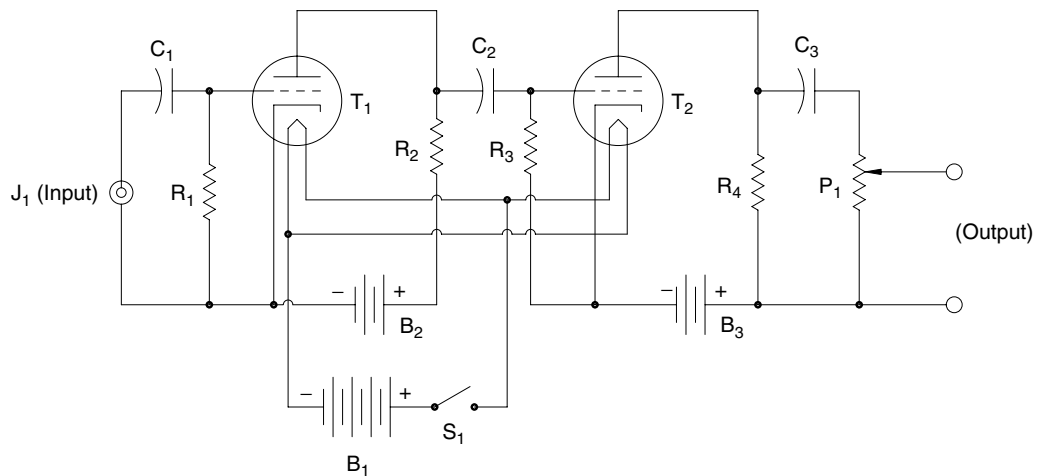 C1
C2
C3
T1
T2
R2
R3
J1 (Input)
R1
R4
P1
(Output)
− +
B2
− +
B3
− +
S1
B1